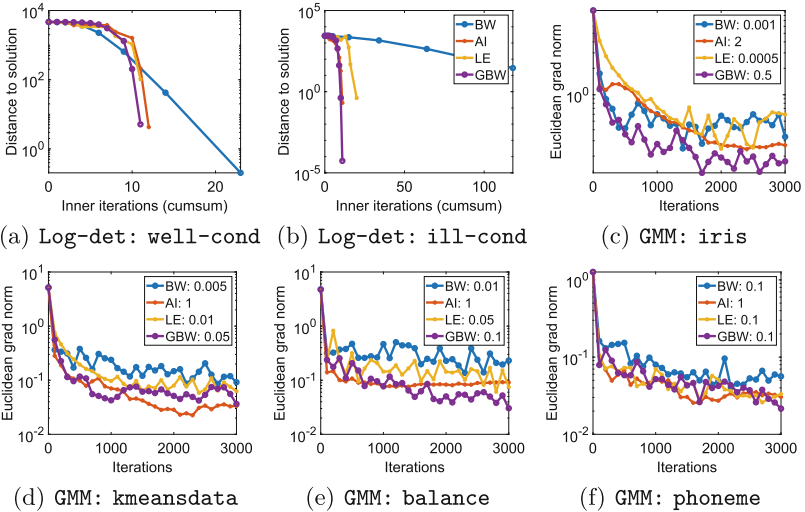 10^4
10^2
10^0
Distance to solution
0
10
20
Inner iterations (cumsum)
(a) Log-det: well-cond
10^5
10^0
10^-5
Distance to solution
0
50
100
Inner iterations (cumsum)
BW
AI
LE
GBW
(b) Log-det: ill-cond
10^0
Euclidean grad norm
0
1000
2000
3000
Iterations
BW: 0.001
AI: 2
LE: 0.0005
GBW: 0.5
(c) GMM: iris
10^1
10^0
10^-1
10^-2
Euclidean grad norm
0
1000
2000
3000
Iterations
BW: 0.005
AI: 1
LE: 0.01
GBW: 0.05
(d) GMM: kmeansdata
10^1
10^0
10^-1
10^-2
Euclidean grad norm
0
1000
2000
3000
Iterations
BW: 0.01
AI: 1
LE: 0.05
GBW: 0.1
(e) GMM: balance
10^0
10^-1
10^-2
Euclidean grad norm
0
1000
2000
3000
Iterations
BW: 0.1
AI: 1
LE: 0.1
GBW: 0.1
(f) GMM: phoneme